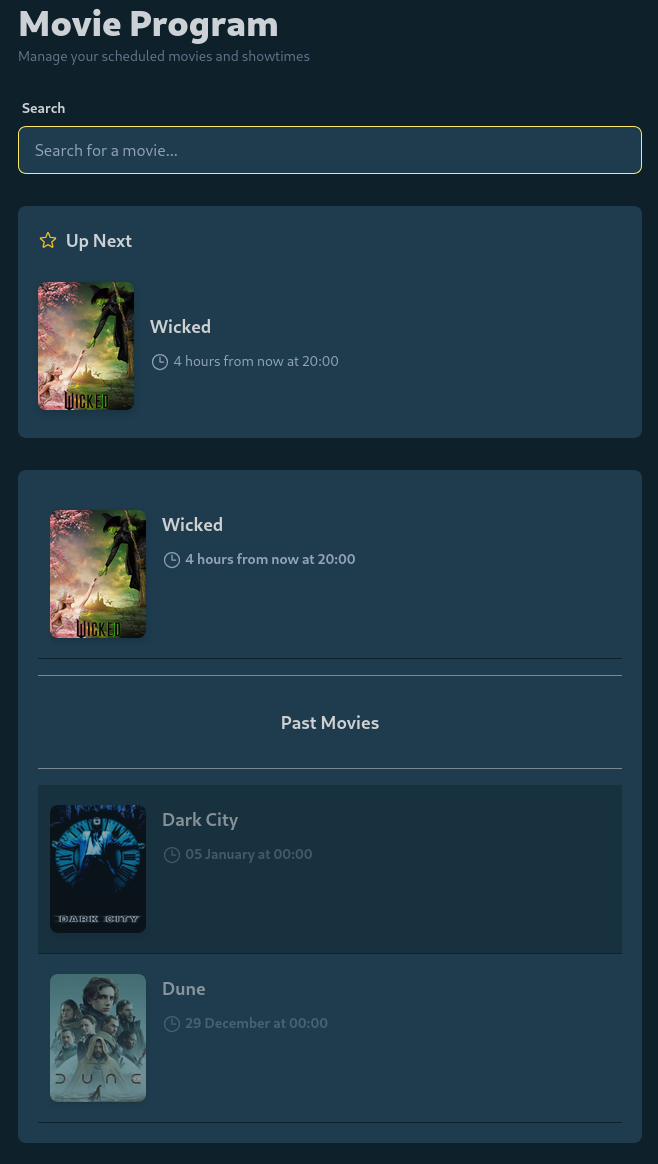 Movie Program
Manage your scheduled movies and showtimes
Search
Search for a movie...
Up Next
WICKED
Wicked
4 hours from now at 20:00
WICKED
Wicked
4 hours from now at 20:00
Past Movies
DARK CITY
Dark City
05 January at 00:00
DUNE
Dune
29 December at 00:00